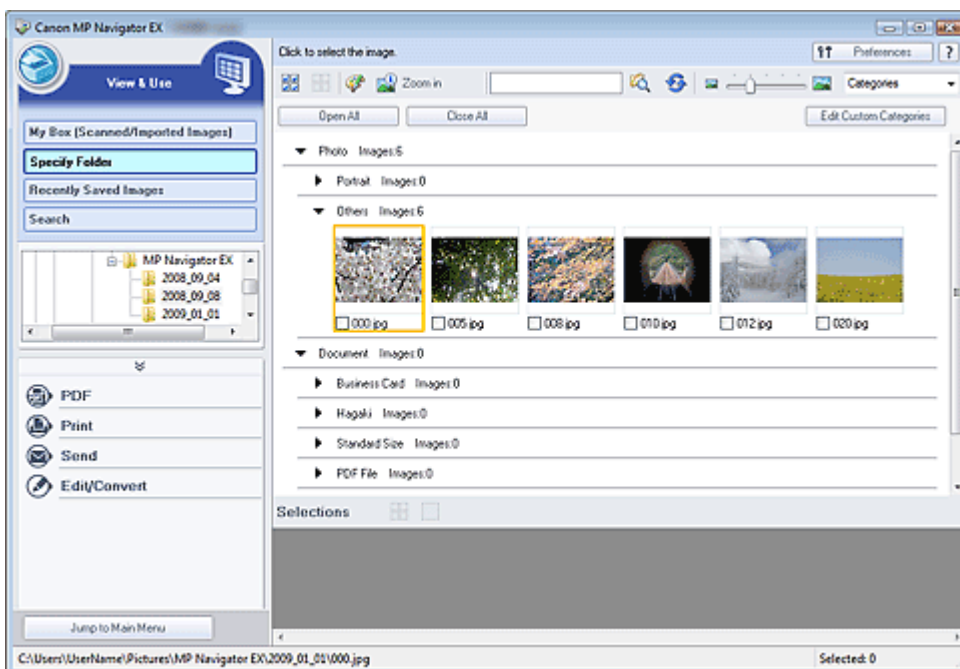 Canon MP Navigator EX
View & Use
Click to select the image.
Preferences
?
Zoom in
Categories
My Box (Scanned/Imported Images)
Specify Folder
Recently Saved Images
Search
Open All
Close All
Edit Custom Categories
MP Navigator EX
2008_09_04
2008_09_08
2009_01_01
Photo Images:6
Portrait Images:0
Others Images:6
000.jpg
005.jpg
008.jpg
010.jpg
012.jpg
020.jpg
Document Images:0
Business Card Images:0
Hagaki Images:0
Standard Size Images:0
PDF File Images:0
PDF
Print
Send
Edit/Convert
Selections
Jump to Main Menu
C:\Users\UserName\Pictures\MP Navigator EX\2009_01_01\000.jpg
Selected: 0